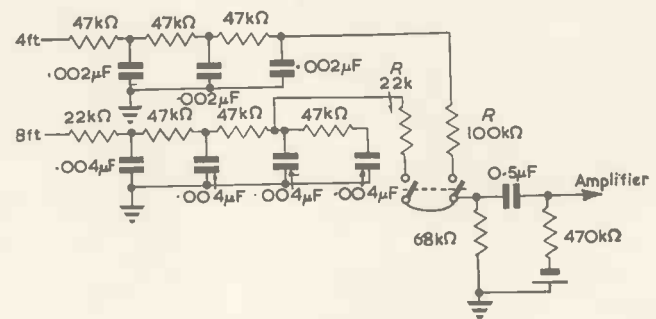 47kΩ 47kΩ 47kΩ
4ft
.002μF .002μF .002μF
R
22k
22kΩ 47kΩ 47kΩ 47kΩ
R
100kΩ
8ft
.004μF .004μF .004μF .004μF
0.5μF
Amplifier
68kΩ 470kΩ